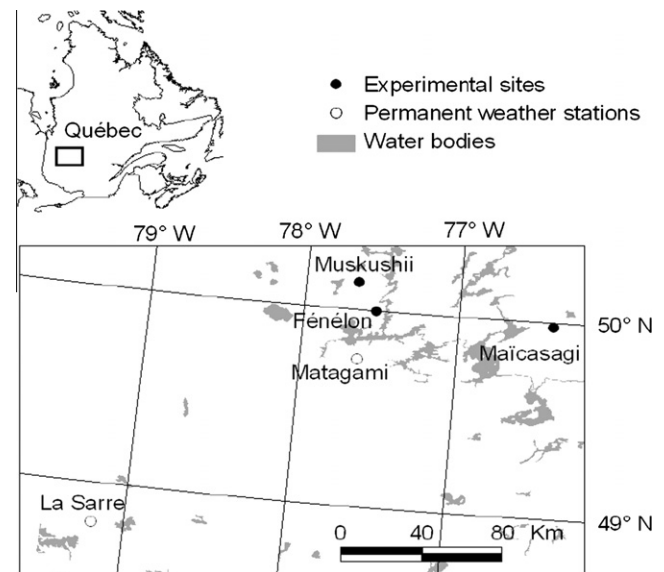 Experimental sites
Permanent weather stations
Water bodies
Québec
79° W 78° W 77° W
Muskushii
Fénélon
50° N
Maïcasagi
Matagami
La Sarre
49° N
0 40 80 Km